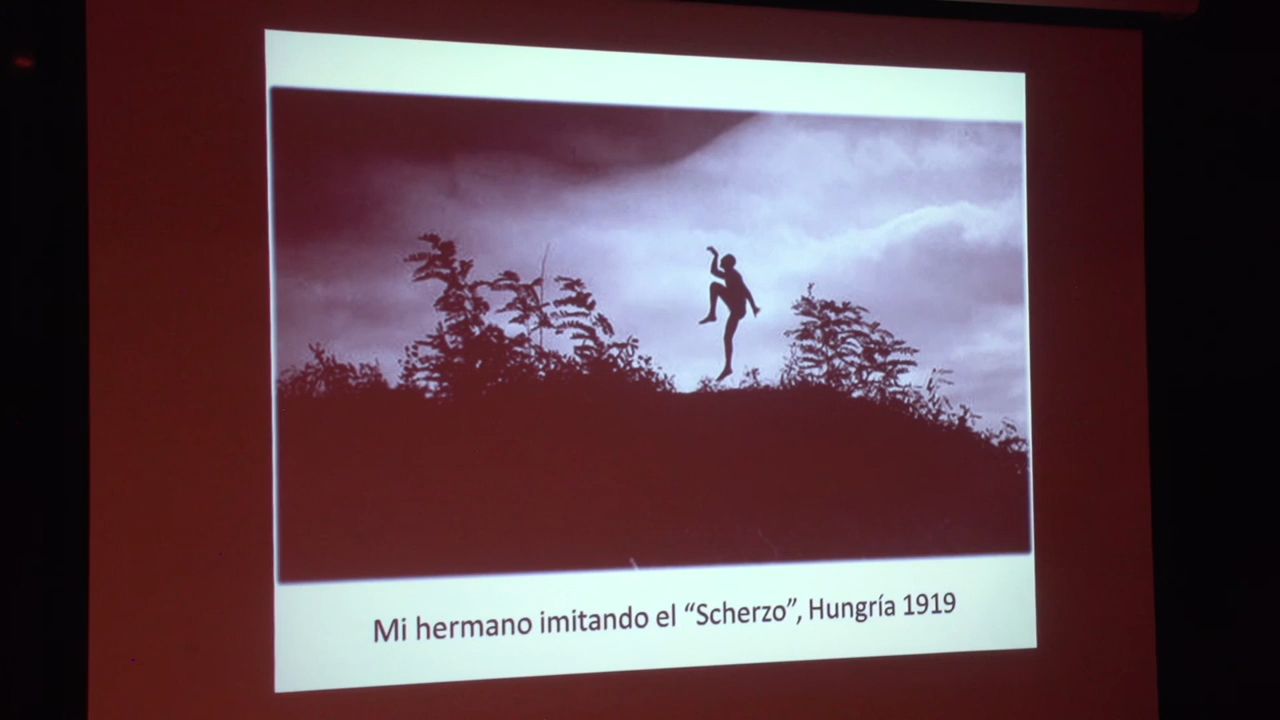 Mi hermano imitando el “Scherzo”, Hungría 1919